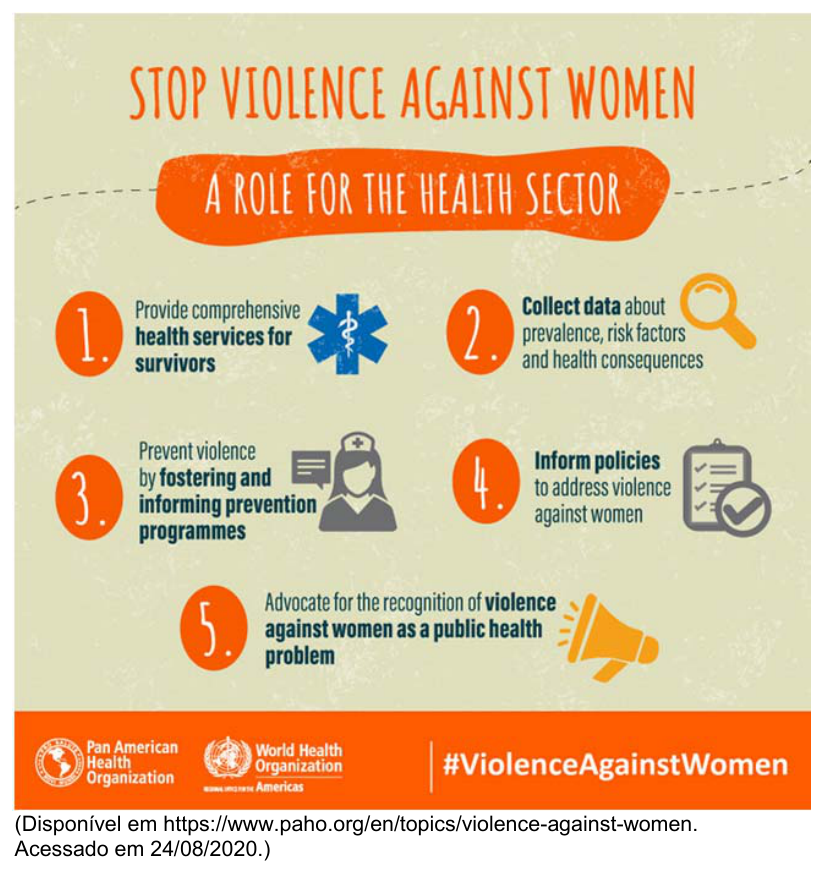 STOP VIOLENCE AGAINST WOMEN
A ROLE FOR THE HEALTH SECTOR
1.
Provide comprehensive
health services for
survivors
2.
Collect data about
prevalence, risk factors
and health consequences
3.
Prevent violence
by fostering and
informing prevention
programmes
4.
Inform policies
to address violence
against women
5.
Advocate for the recognition of violence
against women as a public health
problem
Pan American
Health
Organization
World Health
Organization
REGIONAL OFFICE FOR THE Americas
#ViolenceAgainstWomen
(Disponível em https://www.paho.org/en/topics/violence-against-women.
Acessado em 24/08/2020.)